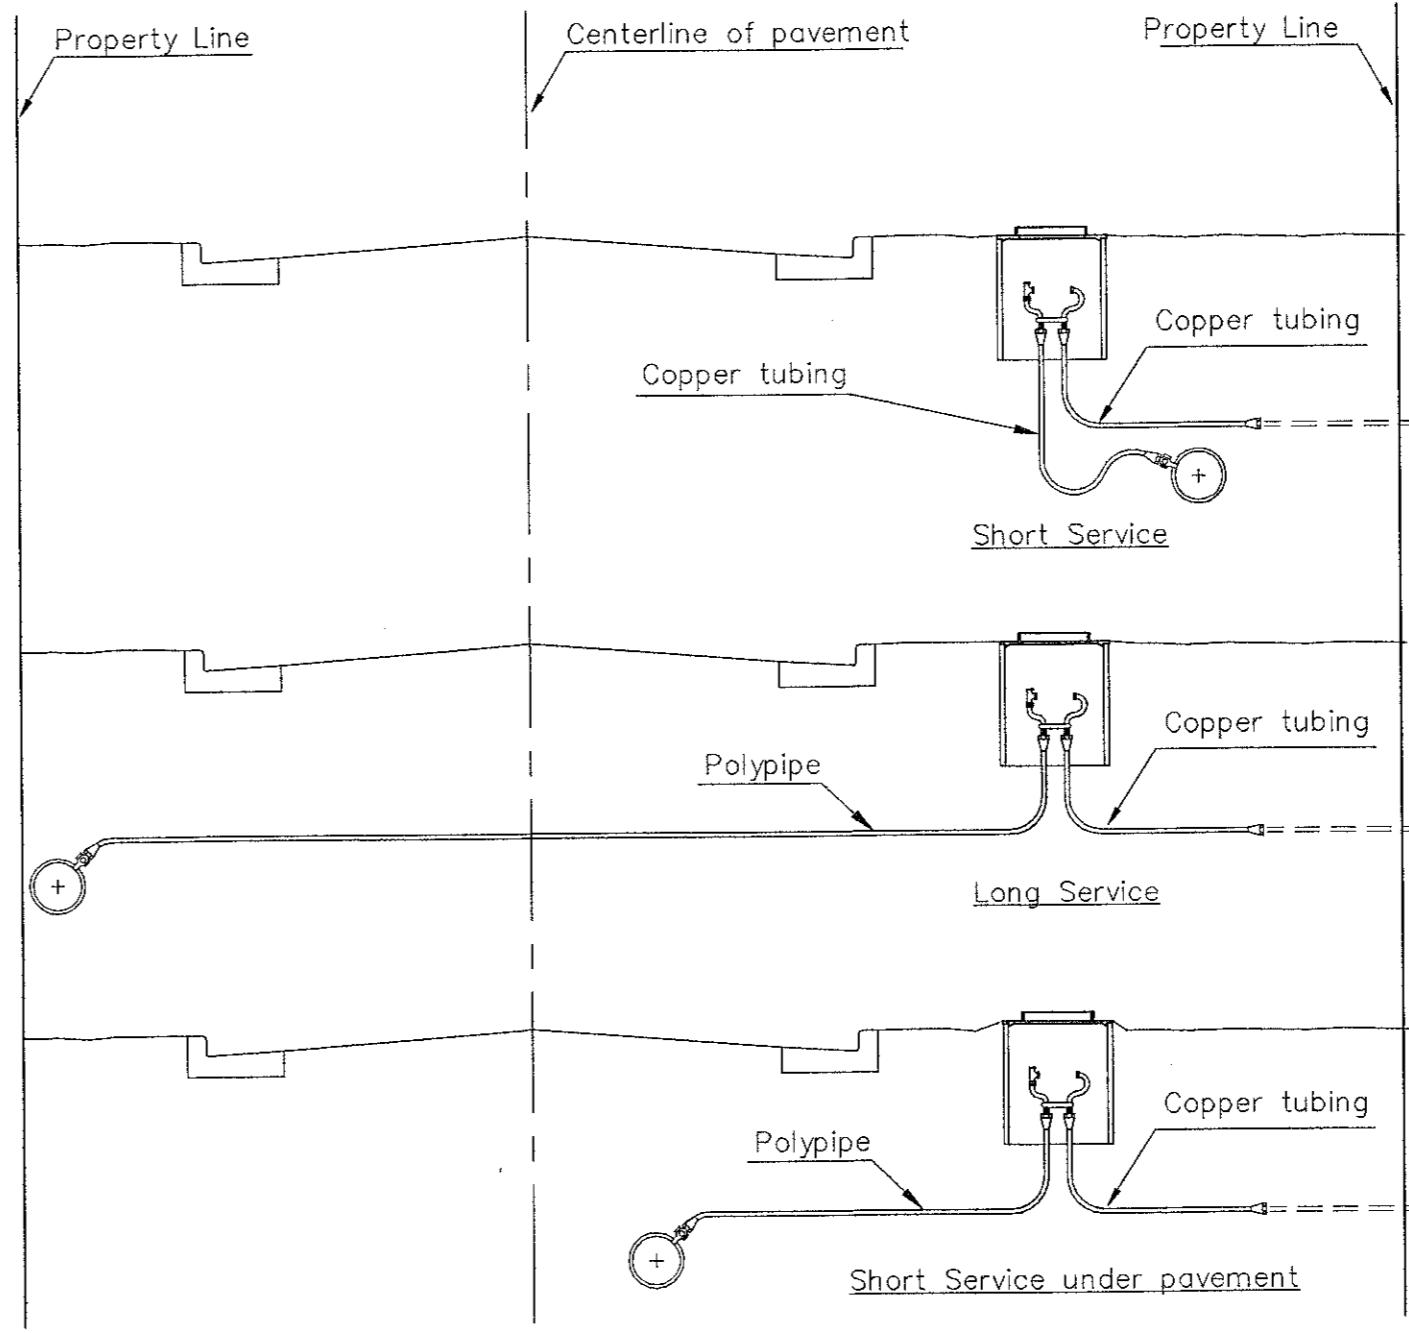 Property Line
Centerline of pavement
Property Line
Copper tubing
Copper tubing
Short Service
Copper tubing
Polypipe
Long Service
Copper tubing
Polypipe
Short Service under pavement